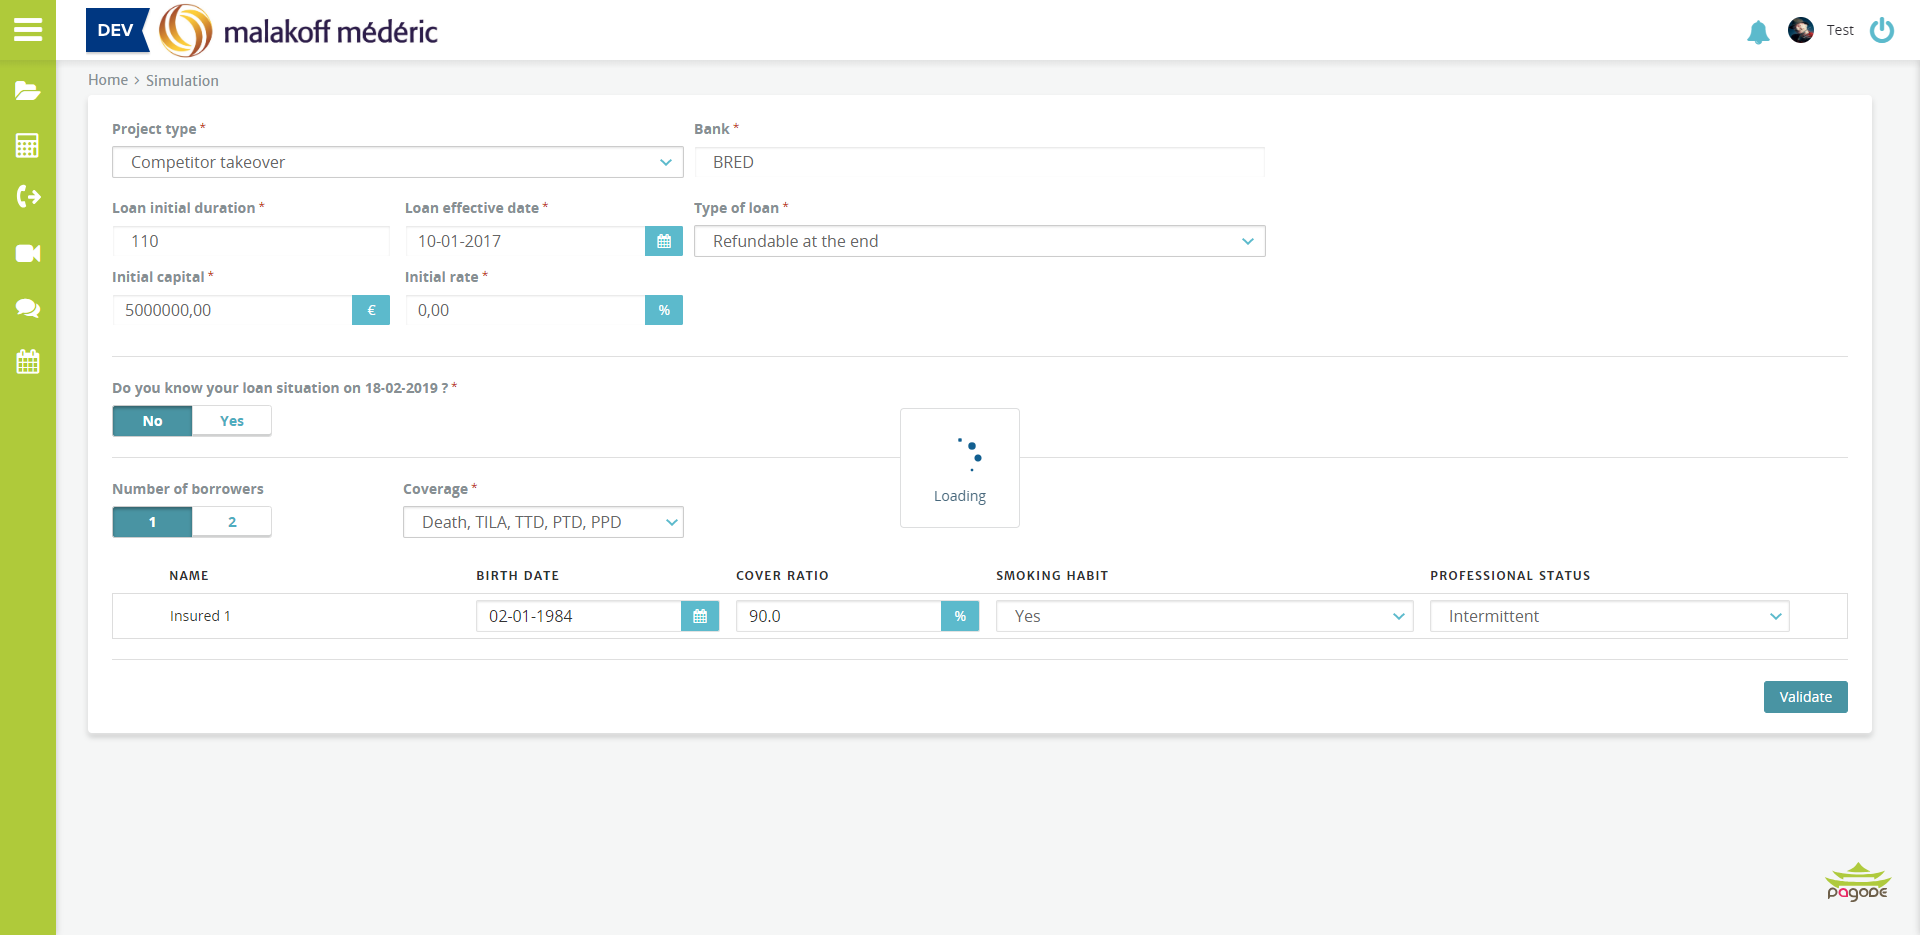 DEV malakoff médéric Test
Home > Simulation
Project type * Bank *
Competitor takeover BRED
Loan initial duration * Loan effective date * Type of loan *
110 10-01-2017 Refundable at the end
Initial capital * Initial rate *
5000000,00 € 0,00 %
Do you know your loan situation on 18-02-2019 ? *
No Yes
Loading
Number of borrowers Coverage *
1 2 Death, TILA, TTD, PTD, PPD
NAME BIRTH DATE COVER RATIO SMOKING HABIT PROFESSIONAL STATUS
Insured 1 02-01-1984 90.0 % Yes Intermittent
Validate
pagode